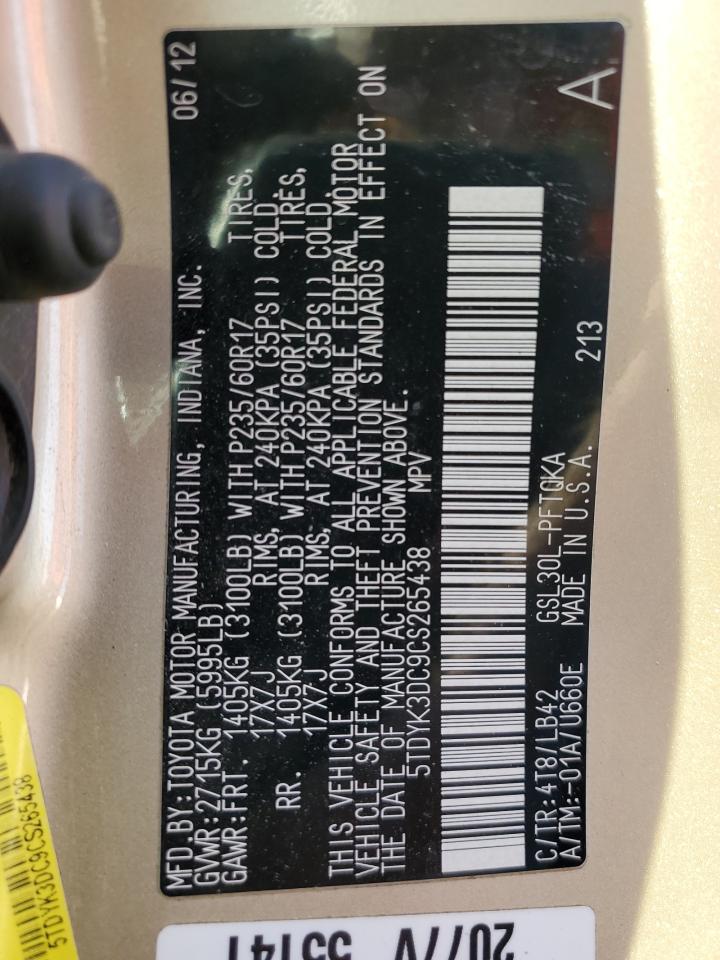 MFD.BY:TOYOTA MOTOR MANUFACTURING, INDIANA, INC. 06/12
GVWR:2715KG (5995LB)
GAWR:FRT. 1405KG (3100LB) WITH P235/60R17 TIRES,
17X7J RIMS, AT 240KPA (35PSI) COLD.
RR. 1405KG (3100LB) WITH P235/60R17 TIRES,
17X7J RIMS, AT 240KPA (35PSI) COLD.
THIS VEHICLE CONFORMS TO ALL APPLICABLE FEDERAL MOTOR
VEHICLE SAFETY AND THEFT PREVENTION STANDARDS IN EFFECT ON
THE DATE OF MANUFACTURE SHOWN ABOVE.
5TDYK3DC9CS265438 MPV
C/TR:4T8/LB42 GSL30L-PFTQKA 213 A
A/TM:-01A/U660E MADE IN U.S.A.
5TDYK3DC9CS265438
2077V
55141